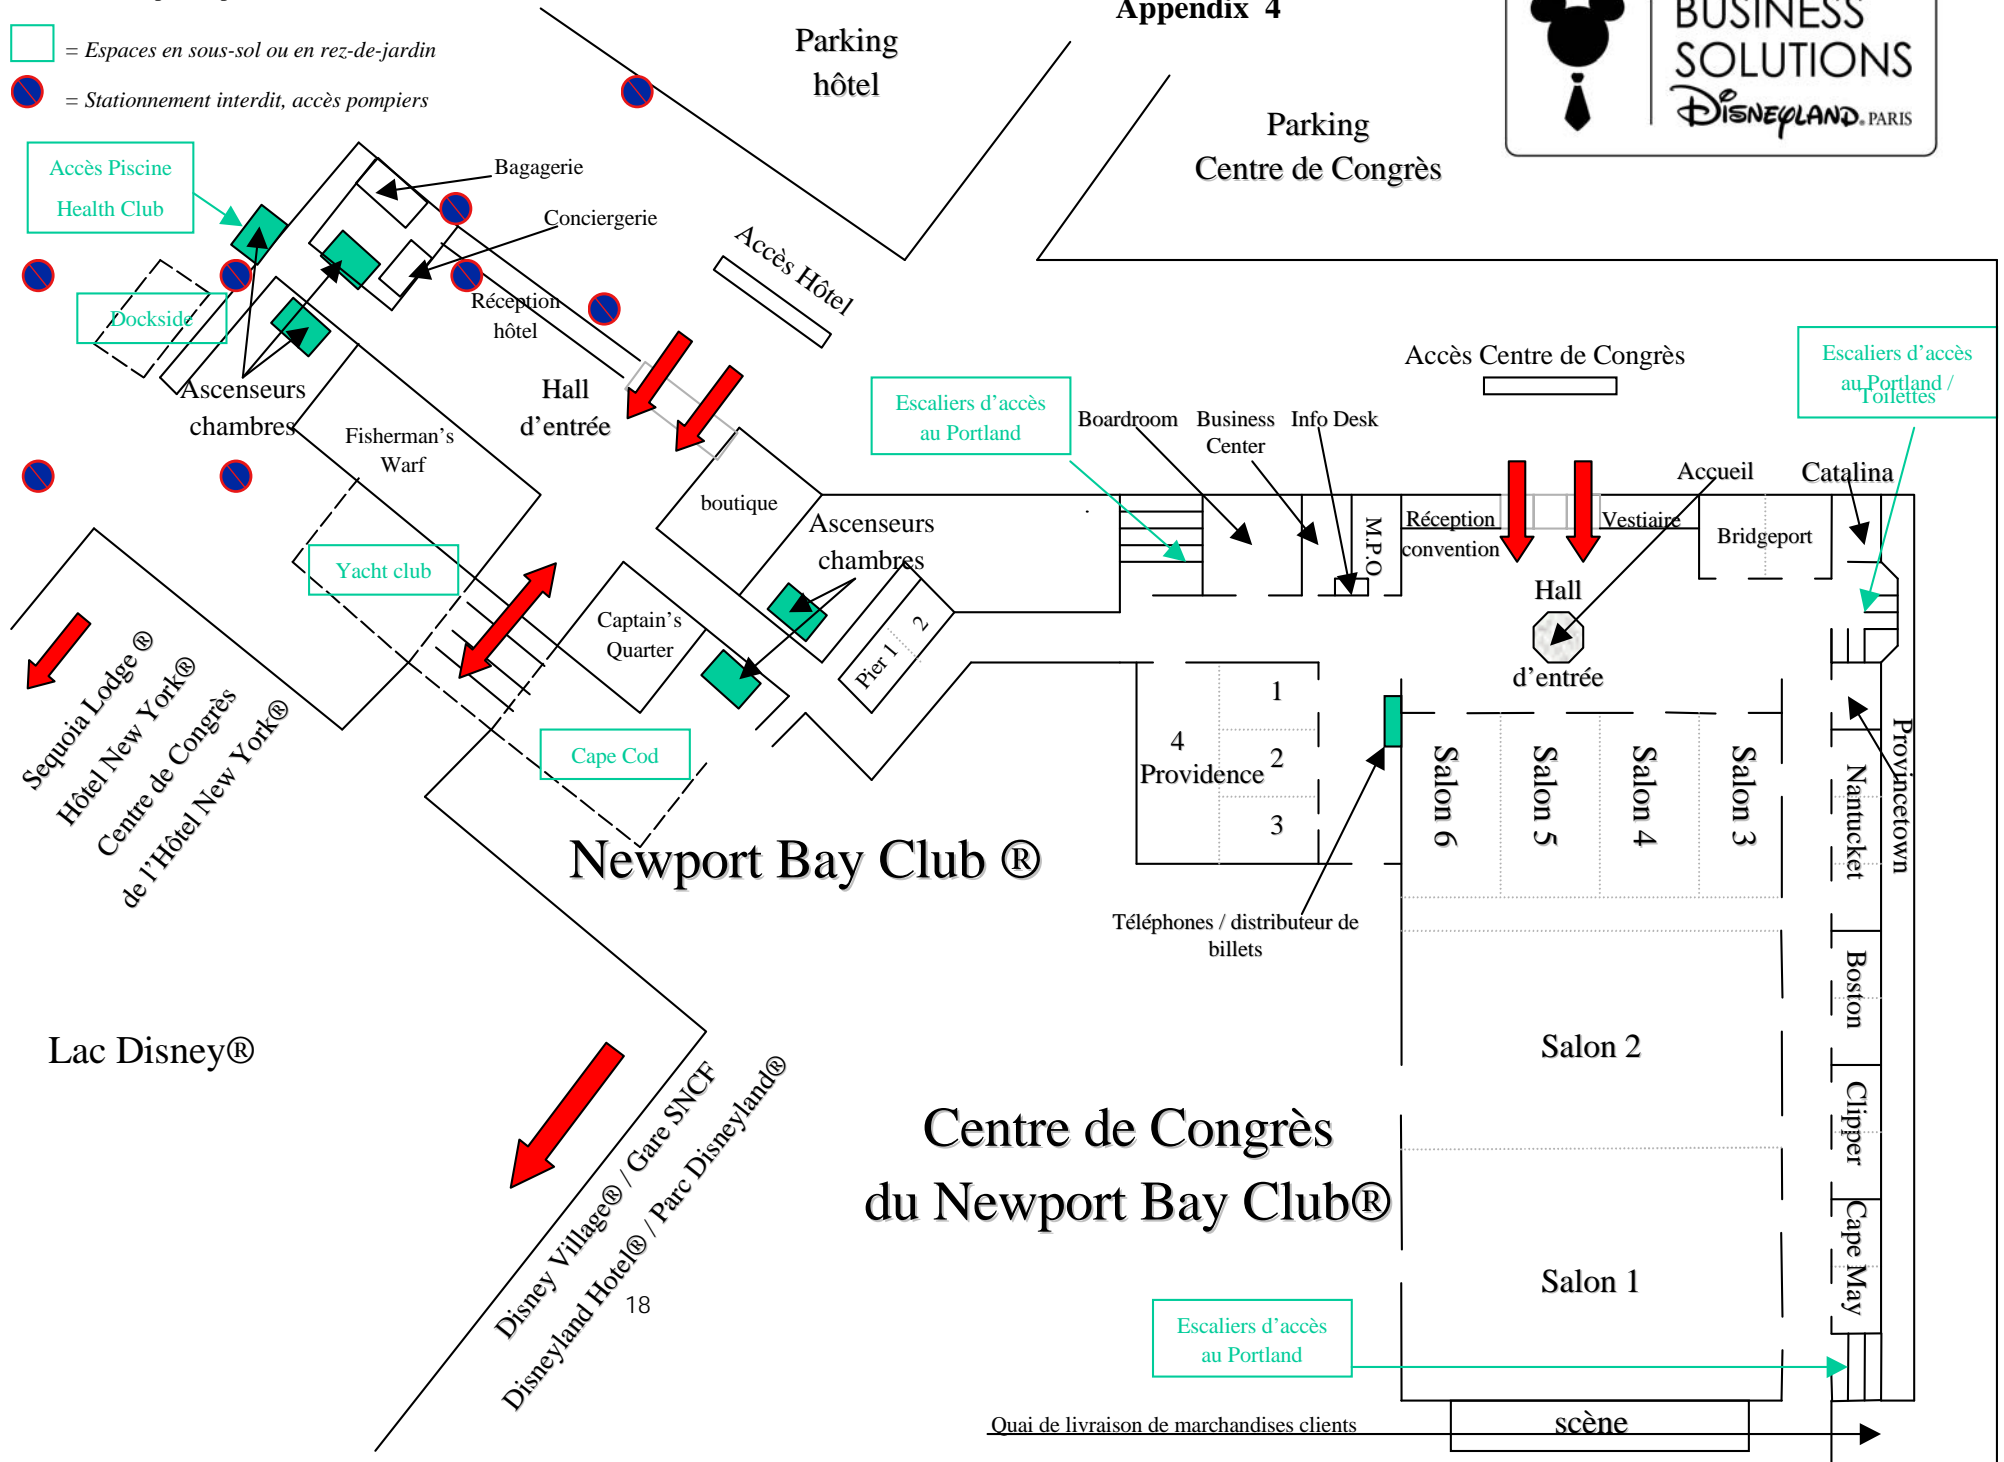 Appendix 4
BUSINESS
SOLUTIONS
DISNEYLAND® PARIS
= Espaces en sous-sol ou en rez-de-jardin
= Stationnement interdit, accès pompiers
Parking
hôtel
Parking
Centre de Congrès
Accès Piscine
Health Club
Bagagerie
Conciergerie
Accès Hôtel
Réception
hôtel
Dockside
Ascenseurs
chambres
Hall
d'entrée
Fisherman's
Warf
boutique
Ascenseurs
chambres
Yacht club
Captain's
Quarter
Pier 1
2
Cape Cod
Sequoia Lodge ®
Hôtel New York®
Centre de Congrès
de l'Hôtel New York®
Newport Bay Club ®
Lac Disney®
Disney Village® / Gare SNCF
Disneyland Hotel® / Parc Disneyland®
18
Escaliers d'accès
au Portland
Boardroom
Business
Center
Info Desk
Accès Centre de Congrès
Escaliers d'accès
au Portland /
Toilettes
Accueil
Catalina
M.P.O
Réception
convention
Vestiaire
Bridgeport
Hall
d'entrée
1
4
Providence
2
3
Salon 6
Salon 5
Salon 4
Salon 3
Provincetown
Nantucket
Téléphones / distributeur de
billets
Boston
Salon 2
Clipper
Centre de Congrès
du Newport Bay Club®
Cape May
Salon 1
Escaliers d'accès
au Portland
Quai de livraison de marchandises clients
scène